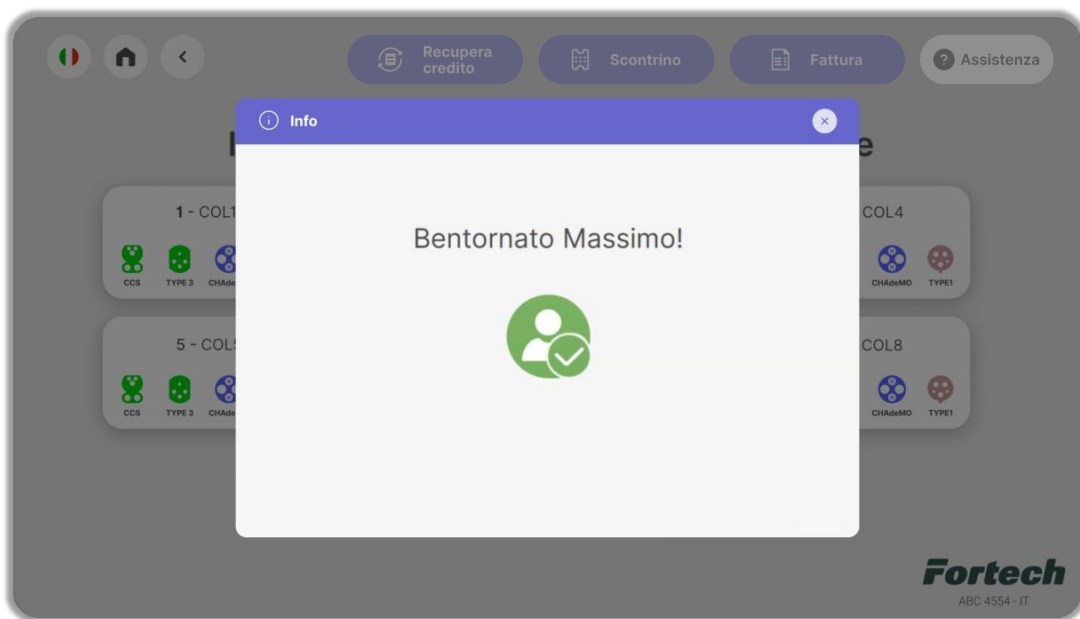 Recupera
credito
Scontrino
Fattura
? Assistenza
i Info
Bentornato Massimo!
1 - COL1
CCS TYPE 3
COL4
CHAdeMO TYPE1
5 - COL5
CCS TYPE 3
COL8
CHAdeMO TYPE1
Fortech
ABC 4554 - IT